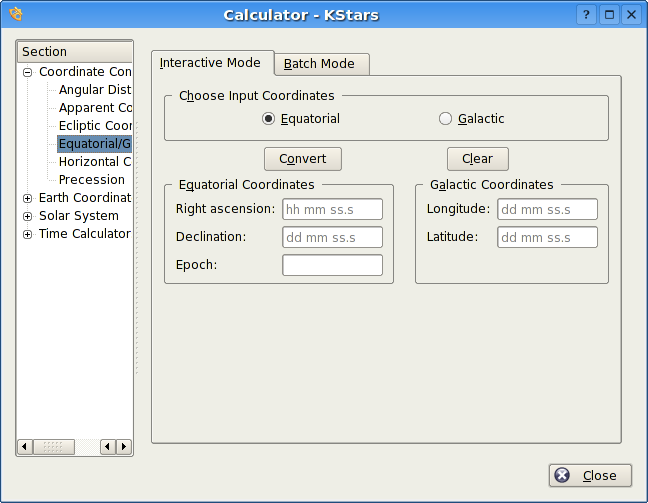 Calculator - KStars
Section
Coordinate Con
Angular Dist
Apparent Co
Ecliptic Coor
Equatorial/G
Horizontal C
Precession
Earth Coordinat
Solar System
Time Calculator
Interactive Mode
Batch Mode
Choose Input Coordinates
Equatorial
Galactic
Convert
Clear
Equatorial Coordinates
Right ascension: hh mm ss.s
Declination: dd mm ss.s
Epoch:
Galactic Coordinates
Longitude: dd mm ss.s
Latitude: dd mm ss.s
Close